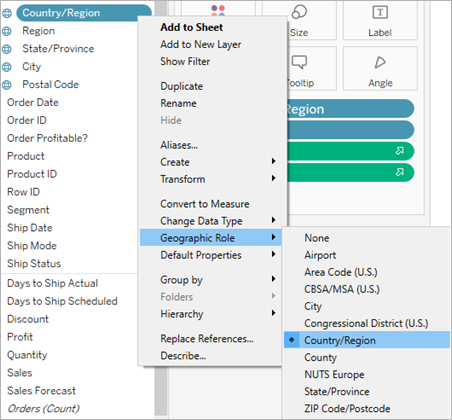 Country/Region
Region
State/Province
City
Postal Code
Order Date
Order ID
Order Profitable?
Product
Product ID
Row ID
Segment
Ship Date
Ship Mode
Ship Status
Days to Ship Actual
Days to Ship Scheduled
Discount
Profit
Quantity
Sales
Sales Forecast
Orders (Count)
Add to Sheet
Add to New Layer
Show Filter
Duplicate
Rename
Hide
Aliases...
Create
Transform
Convert to Measure
Change Data Type
Geographic Role
Default Properties
Group by
Folders
Hierarchy
Replace References...
Describe...
Size
Label
Tooltip
Angle
Region
None
Airport
Area Code (U.S.)
CBSA/MSA (U.S.)
City
Congressional District (U.S.)
Country/Region
County
NUTS Europe
State/Province
ZIP Code/Postcode